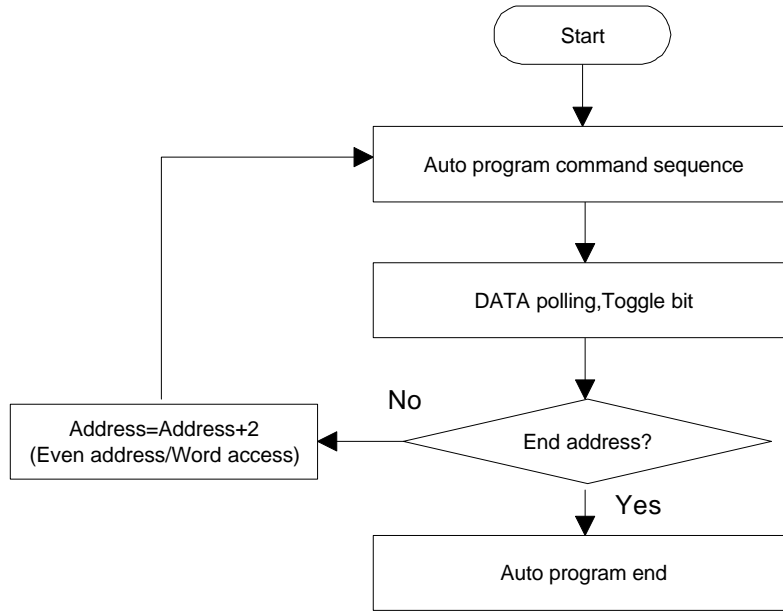 Start
Auto program command sequence
DATA polling,Toggle bit
No
Address=Address+2
(Even address/Word access)
End address?
Yes
Auto program end